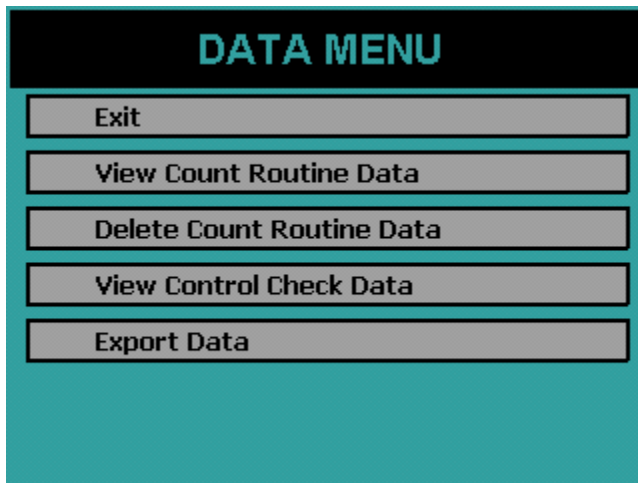 DATA MENU
Exit
View Count Routine Data
Delete Count Routine Data
View Control Check Data
Export Data